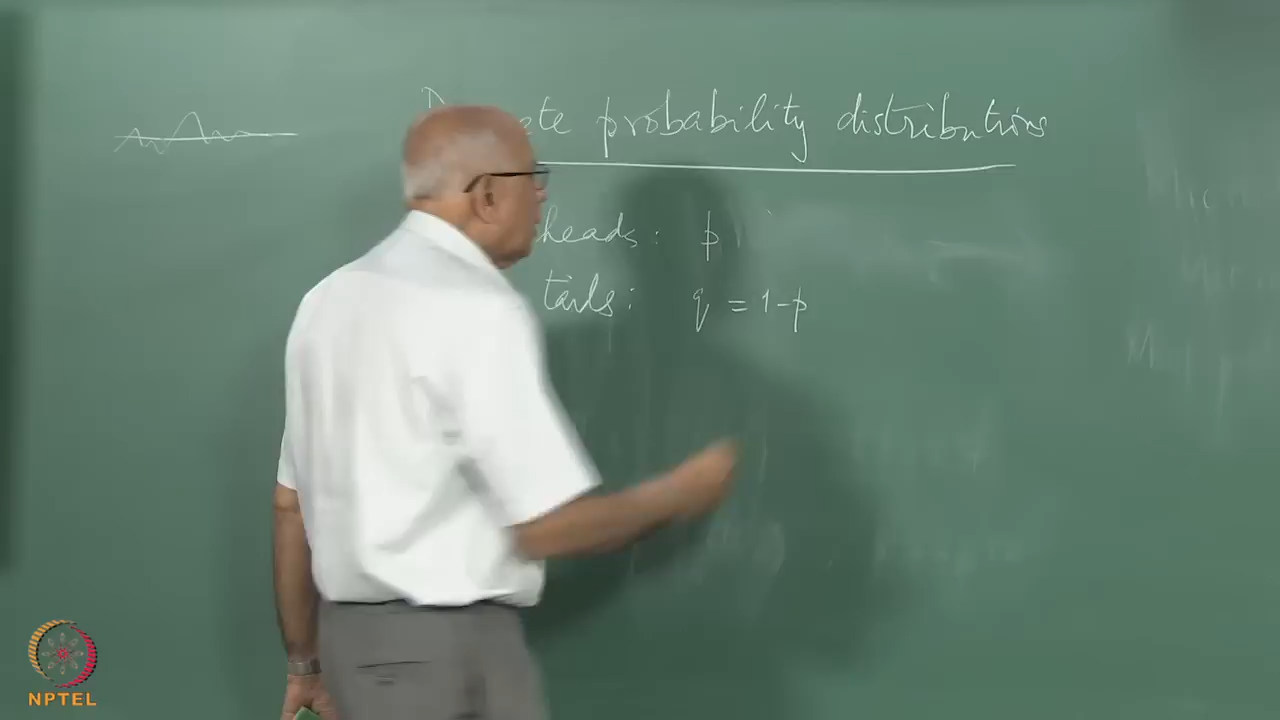 probability distributions
heads: p
tails: q = 1-p
NPTEL